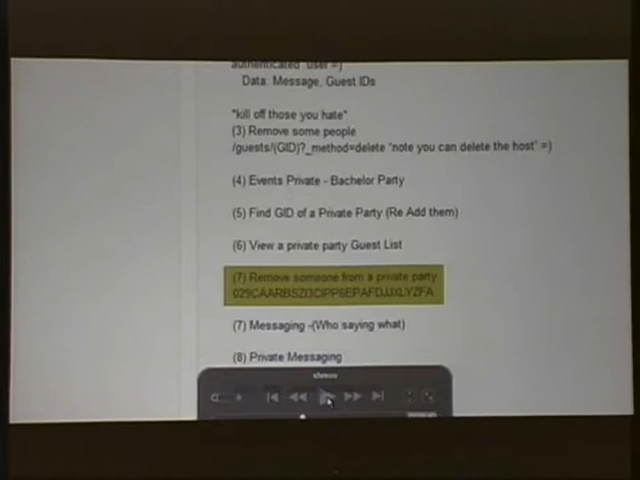 authenticated user =)
Data: Message, Guest IDs
*kill off those you hate*
(3) Remove some people
/guests/(GID)?_method=delete "note you can delete the host" =)
(4) Events Private - Bachelor Party
(5) Find GID of a Private Party (Re Add them)
(6) View a private party Guest List
(7) Remove someone from a private party
(7) Messaging -(Who saying what)
(8) Private Messaging